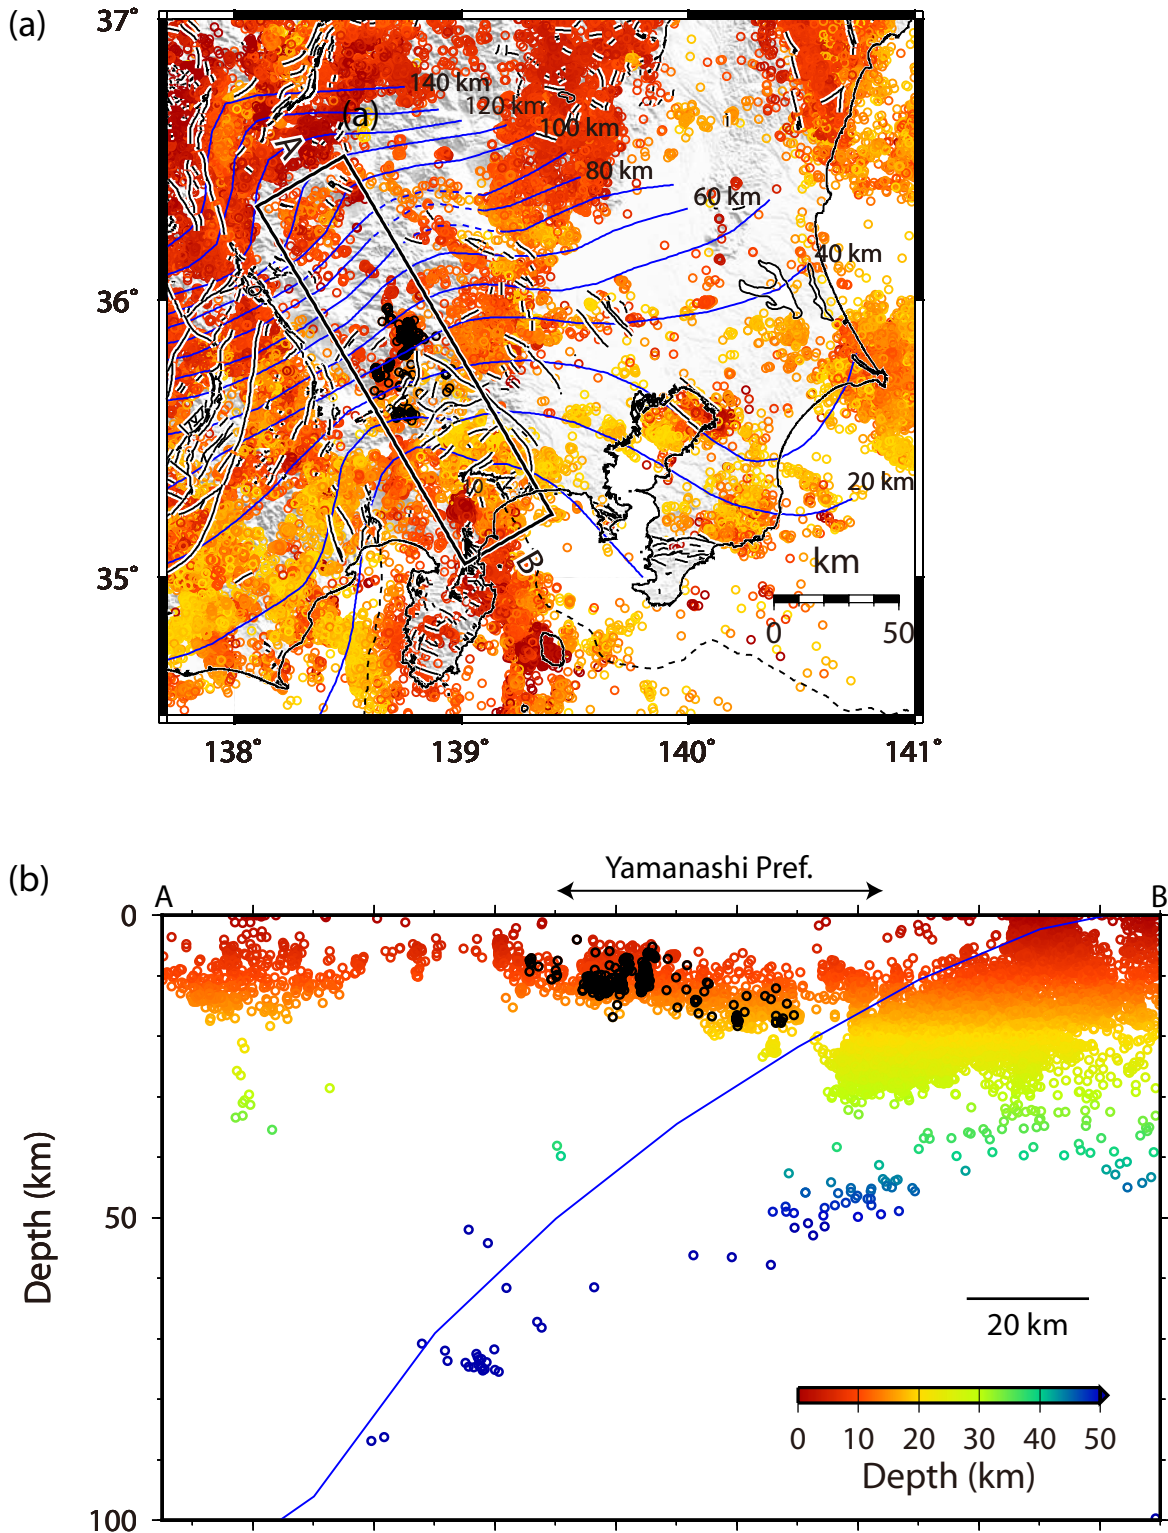 (a)
37°
140 km
120 km
(a)
100 km
A
80 km
60 km
40 km
36°
20 km
B
35°
km
0 50
138° 139° 140° 141°
(b)
Yamanashi Pref.
A B
0
50
100
Depth (km)
20 km
0 10 20 30 40 50
Depth (km)